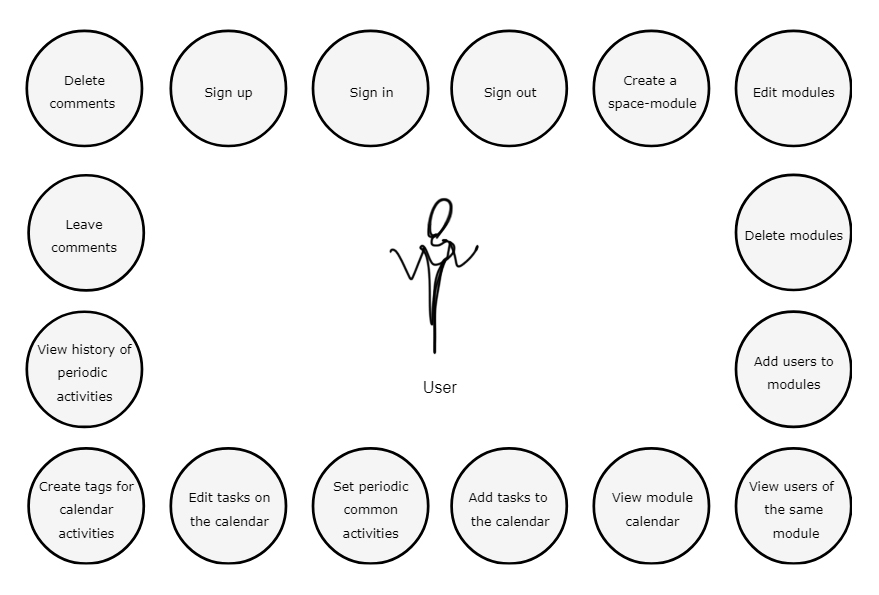 Delete
comments
Sign up
Sign in
Sign out
Create a
space-module
Edit modules
Leave
comments
Delete modules
View history of
periodic
activities
User
Add users to
modules
Create tags for
calendar
activities
Edit tasks on
the calendar
Set periodic
common
activities
Add tasks to
the calendar
View module
calendar
View users of
the same
module